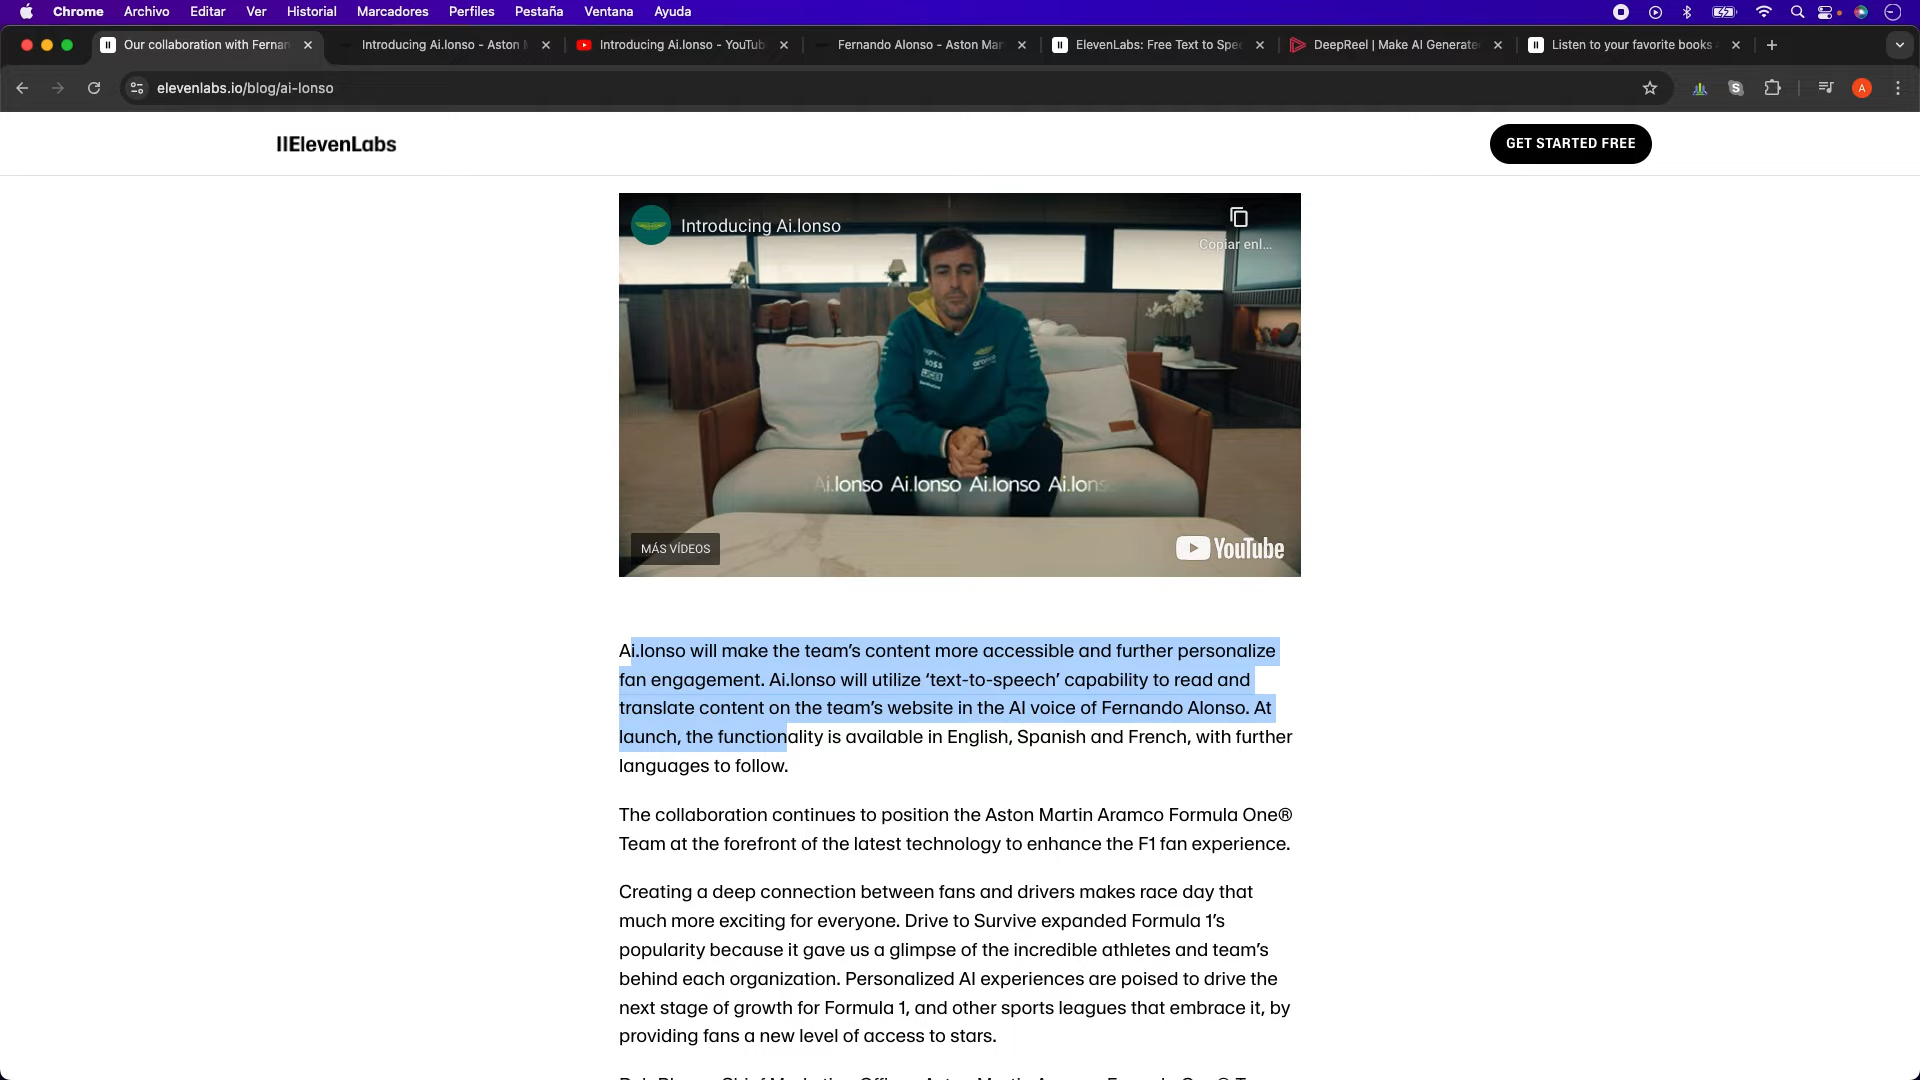 Chrome Archivo Editar Ver Historial Marcadores Perfiles Pestaña Ventana Ayuda
Our collaboration with Fernan
Introducing Ai.lonso - Aston M
Introducing Ai.lonso - YouTub
Fernando Alonso - Aston Mar
ElevenLabs: Free Text to Spee
DeepReel | Make AI Generate
Listen to your favorite books
elevenlabs.io/blog/ai-lonso
A
IIElevenLabs
GET STARTED FREE
Introducing Ai.lonso
Copiar enl...
BOSS
aramco
Ai.lonso Ai.lonso Ai.lonso Ai.lons
MÁS VÍDEOS
YouTube
Ai.lonso will make the team’s content more accessible and further personalize
fan engagement. Ai.lonso will utilize ‘text-to-speech’ capability to read and
translate content on the team’s website in the AI voice of Fernando Alonso. At
launch, the functionality is available in English, Spanish and French, with further
languages to follow.
The collaboration continues to position the Aston Martin Aramco Formula One®
Team at the forefront of the latest technology to enhance the F1 fan experience.
Creating a deep connection between fans and drivers makes race day that
much more exciting for everyone. Drive to Survive expanded Formula 1’s
popularity because it gave us a glimpse of the incredible athletes and team’s
behind each organization. Personalized AI experiences are poised to drive the
next stage of growth for Formula 1, and other sports leagues that embrace it, by
providing fans a new level of access to stars.